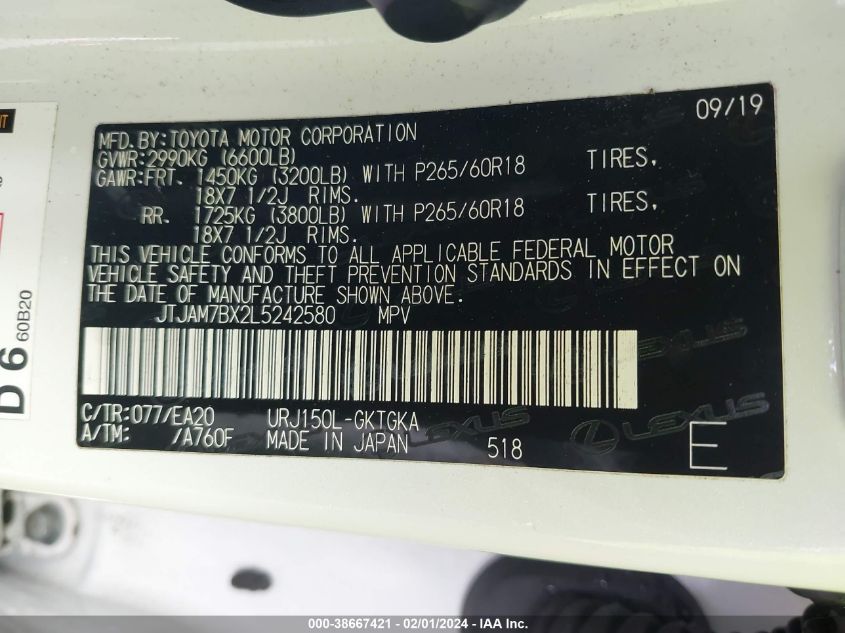 09/19
MFD. BY: TOYOTA MOTOR CORPORATION
GVWR: 2990KG (6600LB)
GAWR: FRT. 1450KG (3200LB) WITH P265/60R18 TIRES,
18X7 1/2J RIMS.
RR. 1725KG (3800LB) WITH P265/60R18 TIRES,
18X7 1/2J RIMS.
THIS VEHICLE CONFORMS TO ALL APPLICABLE FEDERAL MOTOR
VEHICLE SAFETY AND THEFT PREVENTION STANDARDS IN EFFECT ON
THE DATE OF MANUFACTURE SHOWN ABOVE.
JTJAM7BX2L5242580 MPV
C/TR: 077/EA20 URJ150L-GKTGKA
A/TM: /A760F MADE IN JAPAN 518 E
LEXUS
D 6 60B20
000-38667421 - 02/01/2024 - IAA Inc.